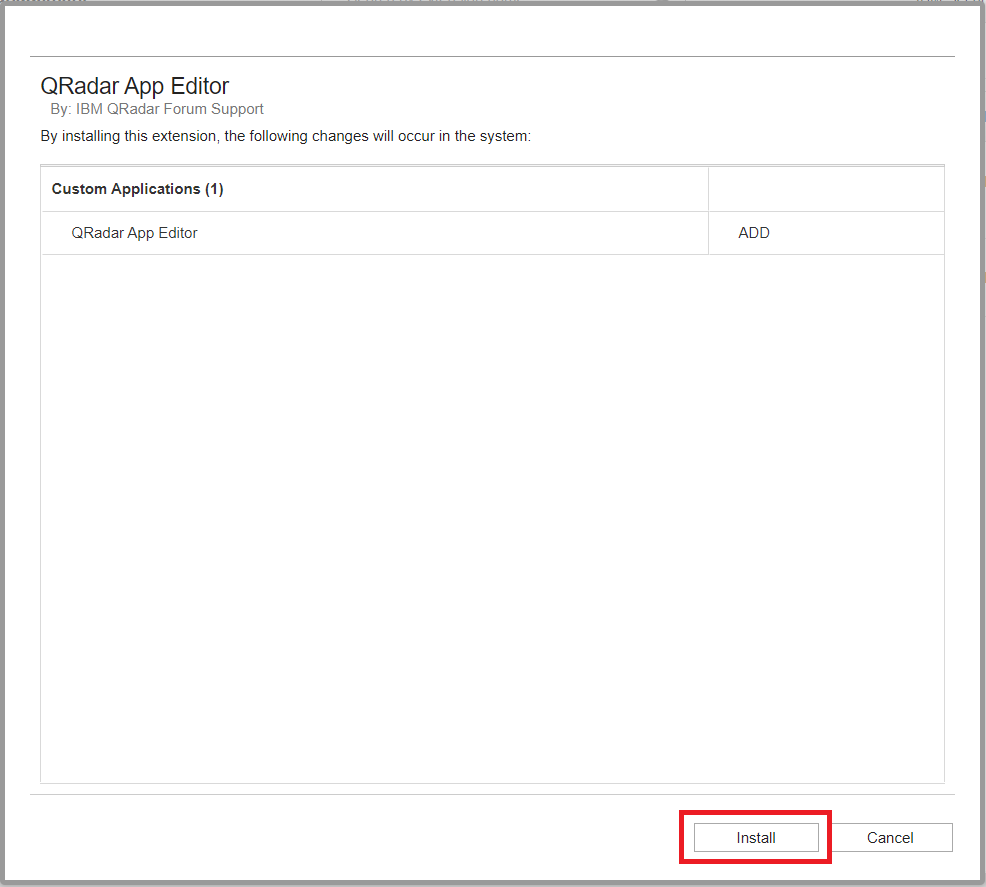 QRadar App Editor
By: IBM QRadar Forum Support
By installing this extension, the following changes will occur in the system:
Custom Applications (1)
QRadar App Editor ADD
Install Cancel